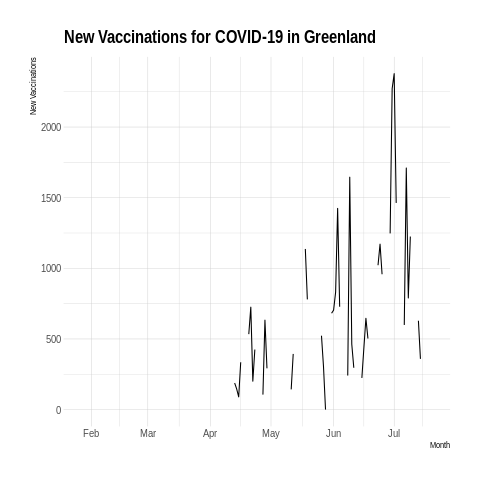 New Vaccinations for COVID-19 in Greenland
New Vaccinations
2000
1500
1000
500
0
Feb Mar Apr May Jun Jul
Month